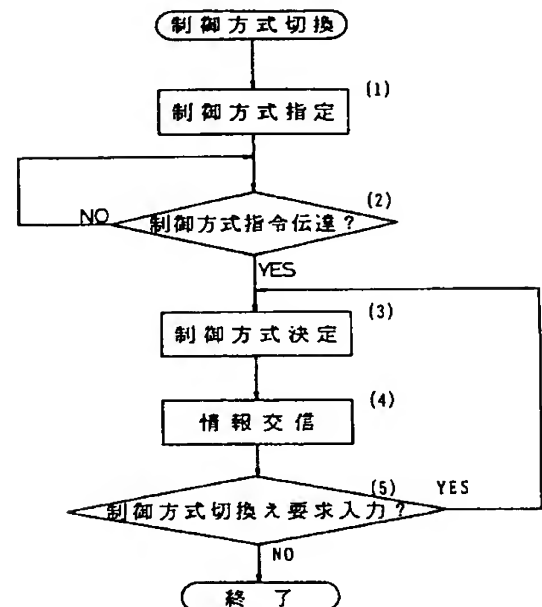 制御方式切換
(1)
制御方式指定
(2)
NO 制御方式指令伝達?
YES
(3)
制御方式決定
(4)
情報交信
(5) YES
制御方式切換え要求入力?
NO
終了